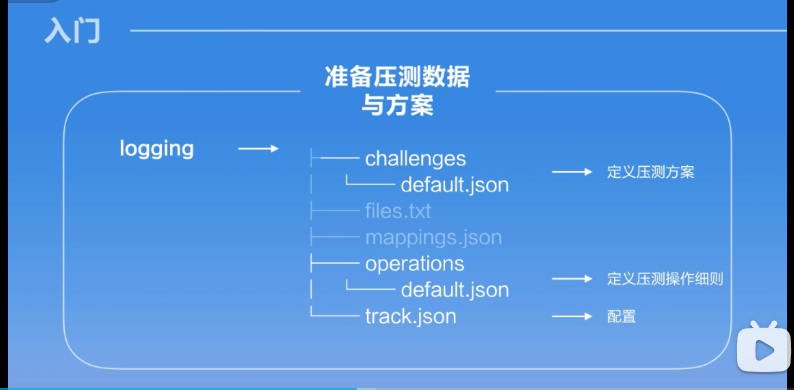 入门
准备压测数据
与方案
logging
challenges
default.json
定义压测方案
files.txt
mappings.json
operations
default.json
定义压测操作细则
track.json
配置